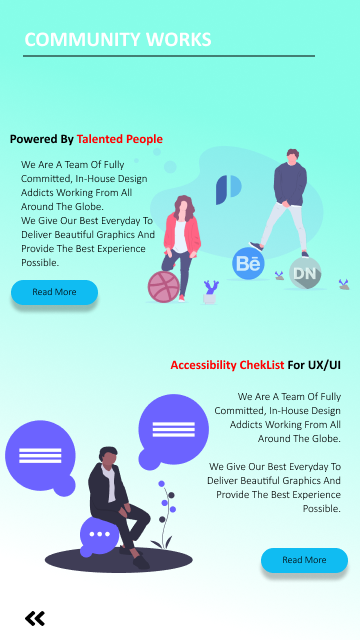 COMMUNITY WORKS
Powered By Talented People
We Are A Team Of Fully
Committed, In-House Design
Addicts Working From All
Around The Globe.
We Give Our Best Everyday To
Deliver Beautiful Graphics And
Provide The Best Experience
Possible.
Bē
DN
Read More
Accessibility ChekList For UX/UI
We Are A Team Of Fully
Committed, In-House Design
Addicts Working From All
Around The Globe.
We Give Our Best Everyday To
Deliver Beautiful Graphics And
Provide The Best Experience
Possible.
Read More